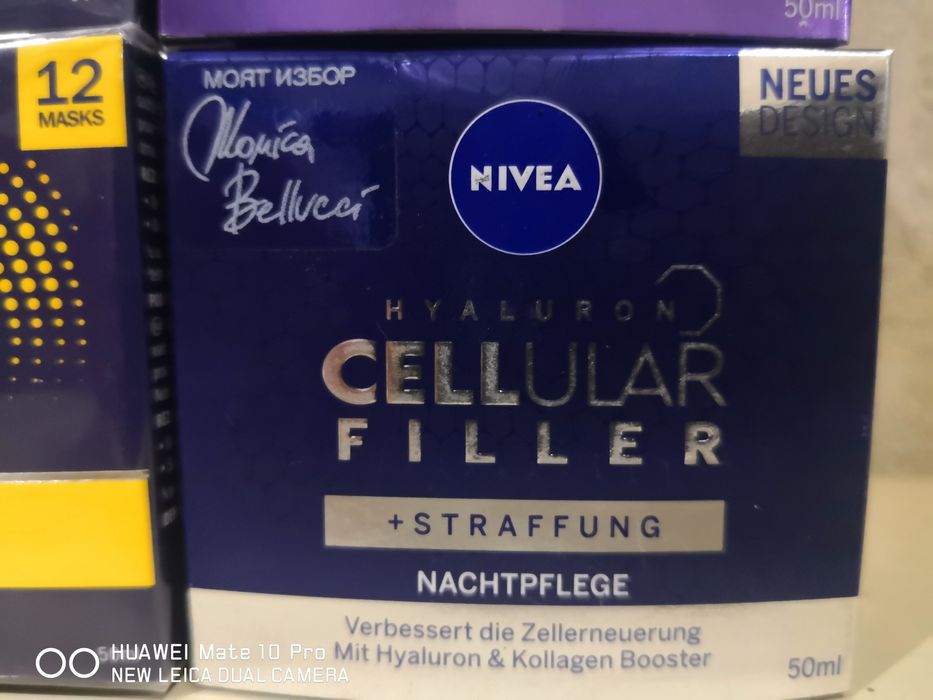 50ml
12
MASKS
МОЯТ ИЗБОР
Monica
Bellucci
NIVEA
NEUES
DESIGN
HYALURON
CELLULAR
FILLER
+STRAFFUNG
NACHTPFLEGE
Verbessert die Zellerneuerung
Mit Hyaluron & Kollagen Booster
50ml
HUAWEI Mate 10 Pro
NEW LEICA DUAL CAMERA